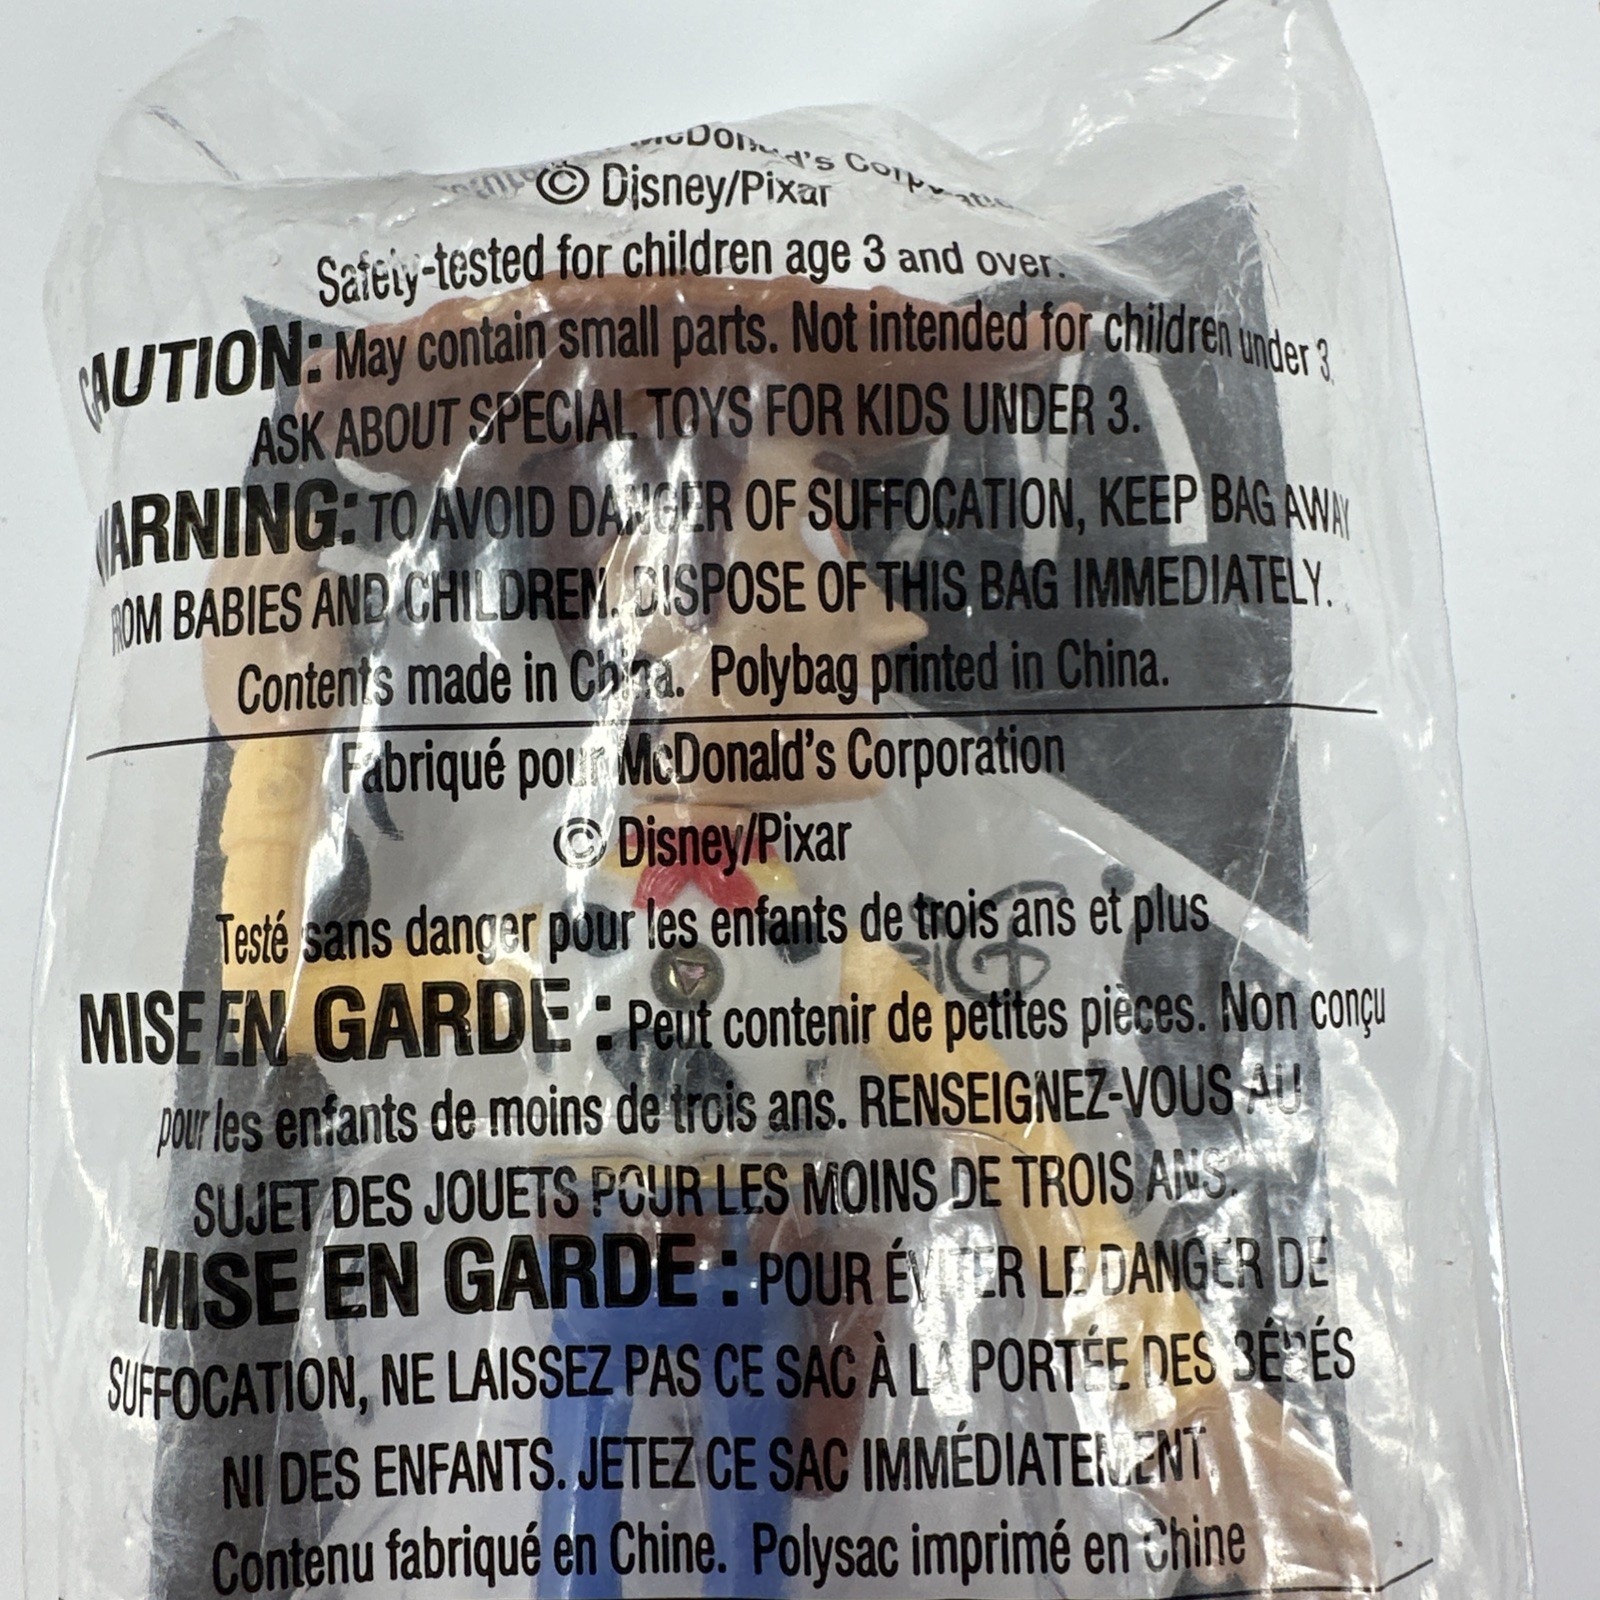 McDonald's Corporation
© Disney/Pixar
Safety-tested for children age 3 and over.
CAUTION: May contain small parts. Not intended for children under 3.
ASK ABOUT SPECIAL TOYS FOR KIDS UNDER 3.
WARNING: TO AVOID DANGER OF SUFFOCATION, KEEP BAG AWAY
FROM BABIES AND CHILDREN. DISPOSE OF THIS BAG IMMEDIATELY.
Contents made in China. Polybag printed in China.
Fabriqué pour McDonald's Corporation
© Disney/Pixar
Testé sans danger pour les enfants de trois ans et plus
MISE EN GARDE : Peut contenir de petites pièces. Non conçu
pour les enfants de moins de trois ans. RENSEIGNEZ-VOUS AU
SUJET DES JOUETS POUR LES MOINS DE TROIS ANS.
MISE EN GARDE : POUR ÉVITER LE DANGER DE
SUFFOCATION, NE LAISSEZ PAS CE SAC À LA PORTÉE DES BÉBÉS
NI DES ENFANTS. JETEZ CE SAC IMMÉDIATEMENT.
Contenu fabriqué en Chine. Polysac imprimé en Chine